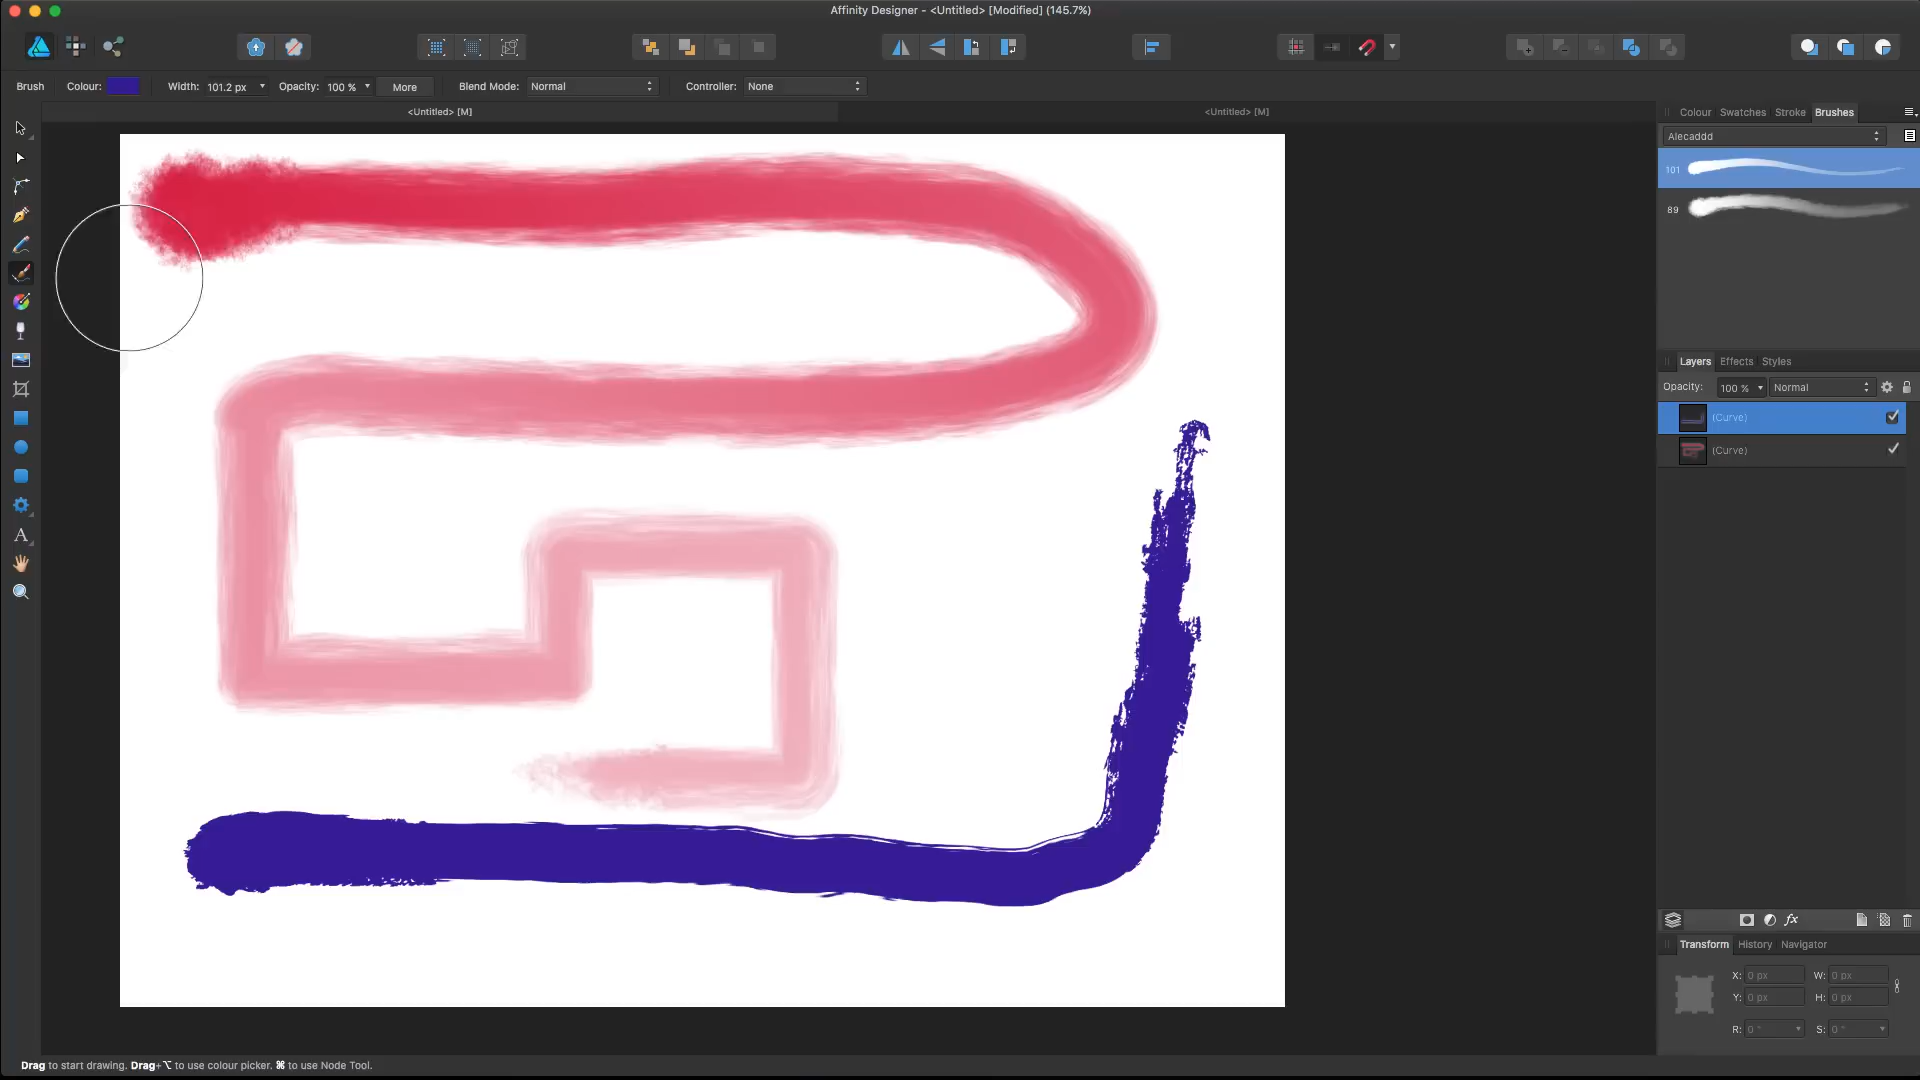 Affinity Designer - <Untitled> [Modified] (145.7%)
Brush Colour: Width: 101.2 px Opacity: 100 % More Blend Mode: Normal Controller: None
<Untitled> [M] <Untitled> [M]
Colour Swatches Stroke Brushes
Alecaddd
101
89
Layers Effects Styles
Opacity: 100 % Normal
(Curve)
(Curve)
A
fx
Transform History Navigator
X: 0 px W: 0 px
Y: 0 px H: 0 px
R: 0 ° S: 0 °
Drag to start drawing. Drag+⌥ to use colour picker. ⌘ to use Node Tool.